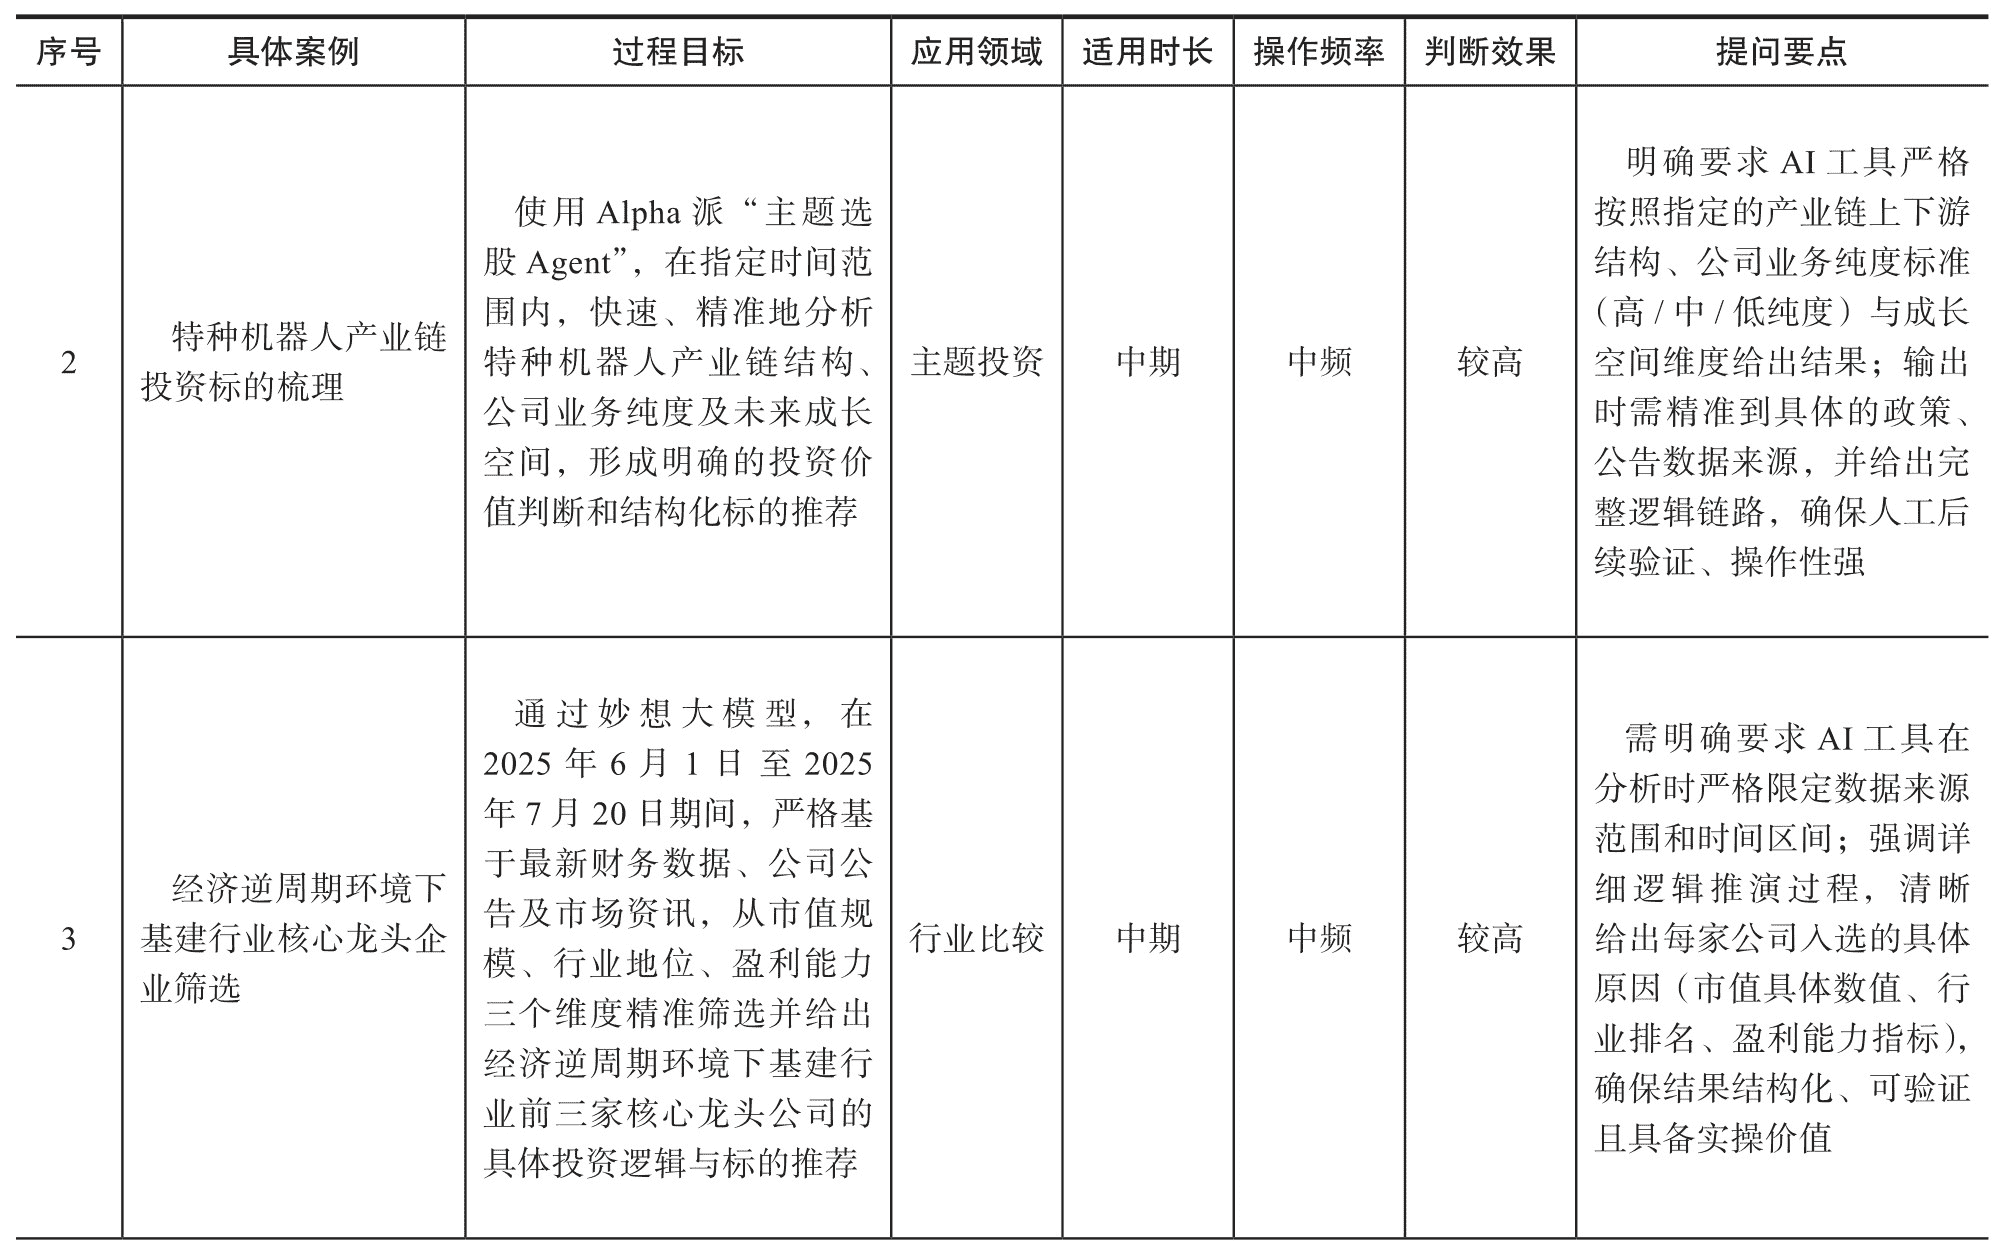 序号 具体案例 过程目标 应用领域 适用时长 操作频率 判断效果 提问要点
2
特种机器人产业链
投资标的梳理
使用 Alpha 派“主题选
股 Agent”，在指定时间范
围内，快速、精准地分析
特种机器人产业链结构、
公司业务纯度及未来成长
空间，形成明确的投资价
值判断和结构化标的推荐
主题投资
中期
中频
较高
明确要求 AI 工具严格
按照指定的产业链上下游
结构、公司业务纯度标准
（高 / 中 / 低纯度）与成长
空间维度给出结果；输出
时需精准到具体的政策、
公告数据来源，并给出完
整逻辑链路，确保人工后
续验证、操作性强
3
经济逆周期环境下
基建行业核心龙头企
业筛选
通过妙想大模型，在
2025 年 6 月 1 日 至 2025
年 7 月 20 日期间，严格基
于最新财务数据、公司公
告及市场资讯，从市值规
模、行业地位、盈利能力
三个维度精准筛选并给出
经济逆周期环境下基建行
业前三家核心龙头公司的
具体投资逻辑与标的推荐
行业比较
中期
中频
较高
需明确要求 AI 工具在
分析时严格限定数据来源
范围和时间区间；强调详
细逻辑推演过程，清晰
给出每家公司入选的具体
原因（市值具体数值、行
业排名、盈利能力指标），
确保结果结构化、可验证
且具备实操价值